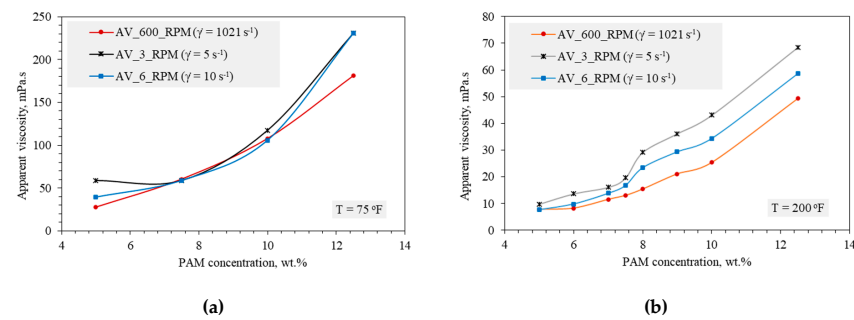 250
200
150
100
50
0
Apparent viscosity, mPa.s
AV_600_RPM (γ = 1021 s⁻¹)
AV_3_RPM (γ = 5 s⁻¹)
AV_6_RPM (γ = 10 s⁻¹)
T = 75 ºF
4 6 8 10 12 14
PAM concentration, wt.%
(a)
80
70
60
50
40
30
20
10
0
Apparent viscosity, mPa.s
AV_600_RPM (γ = 1021 s⁻¹)
AV_3_RPM (γ = 5 s⁻¹)
AV_6_RPM (γ = 10 s⁻¹)
T = 200 ºF
4 6 8 10 12 14
PAM concentration, wt.%
(b)